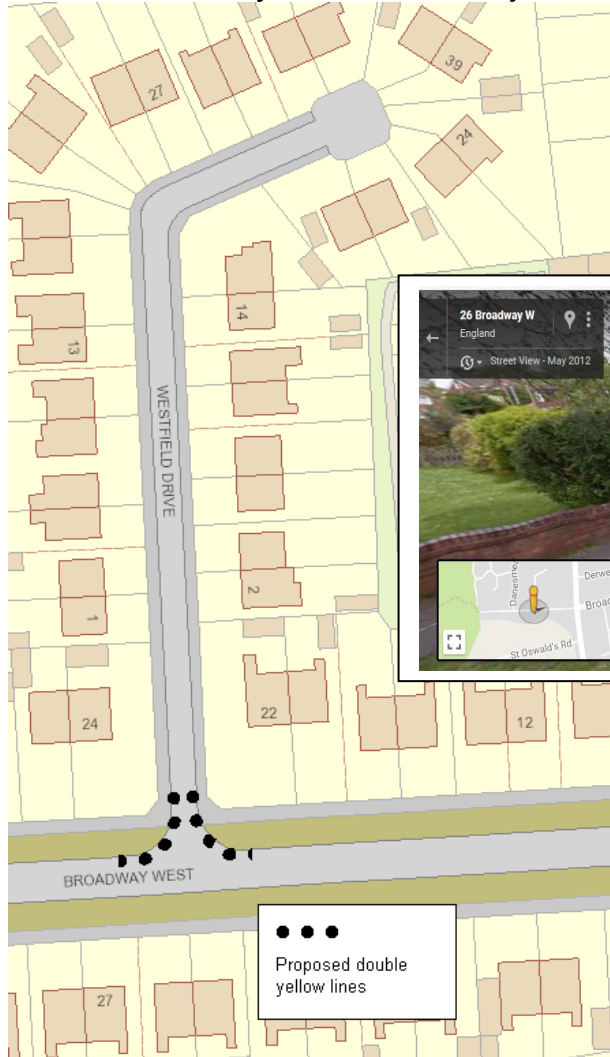 39
27
24
14
13
26 Broadway W
England
Street View - May 2012
WESTFIELD DRIVE
1
2
St Oswald's Rd
24
22
12
BROADWAY WEST
Proposed double
yellow lines
27